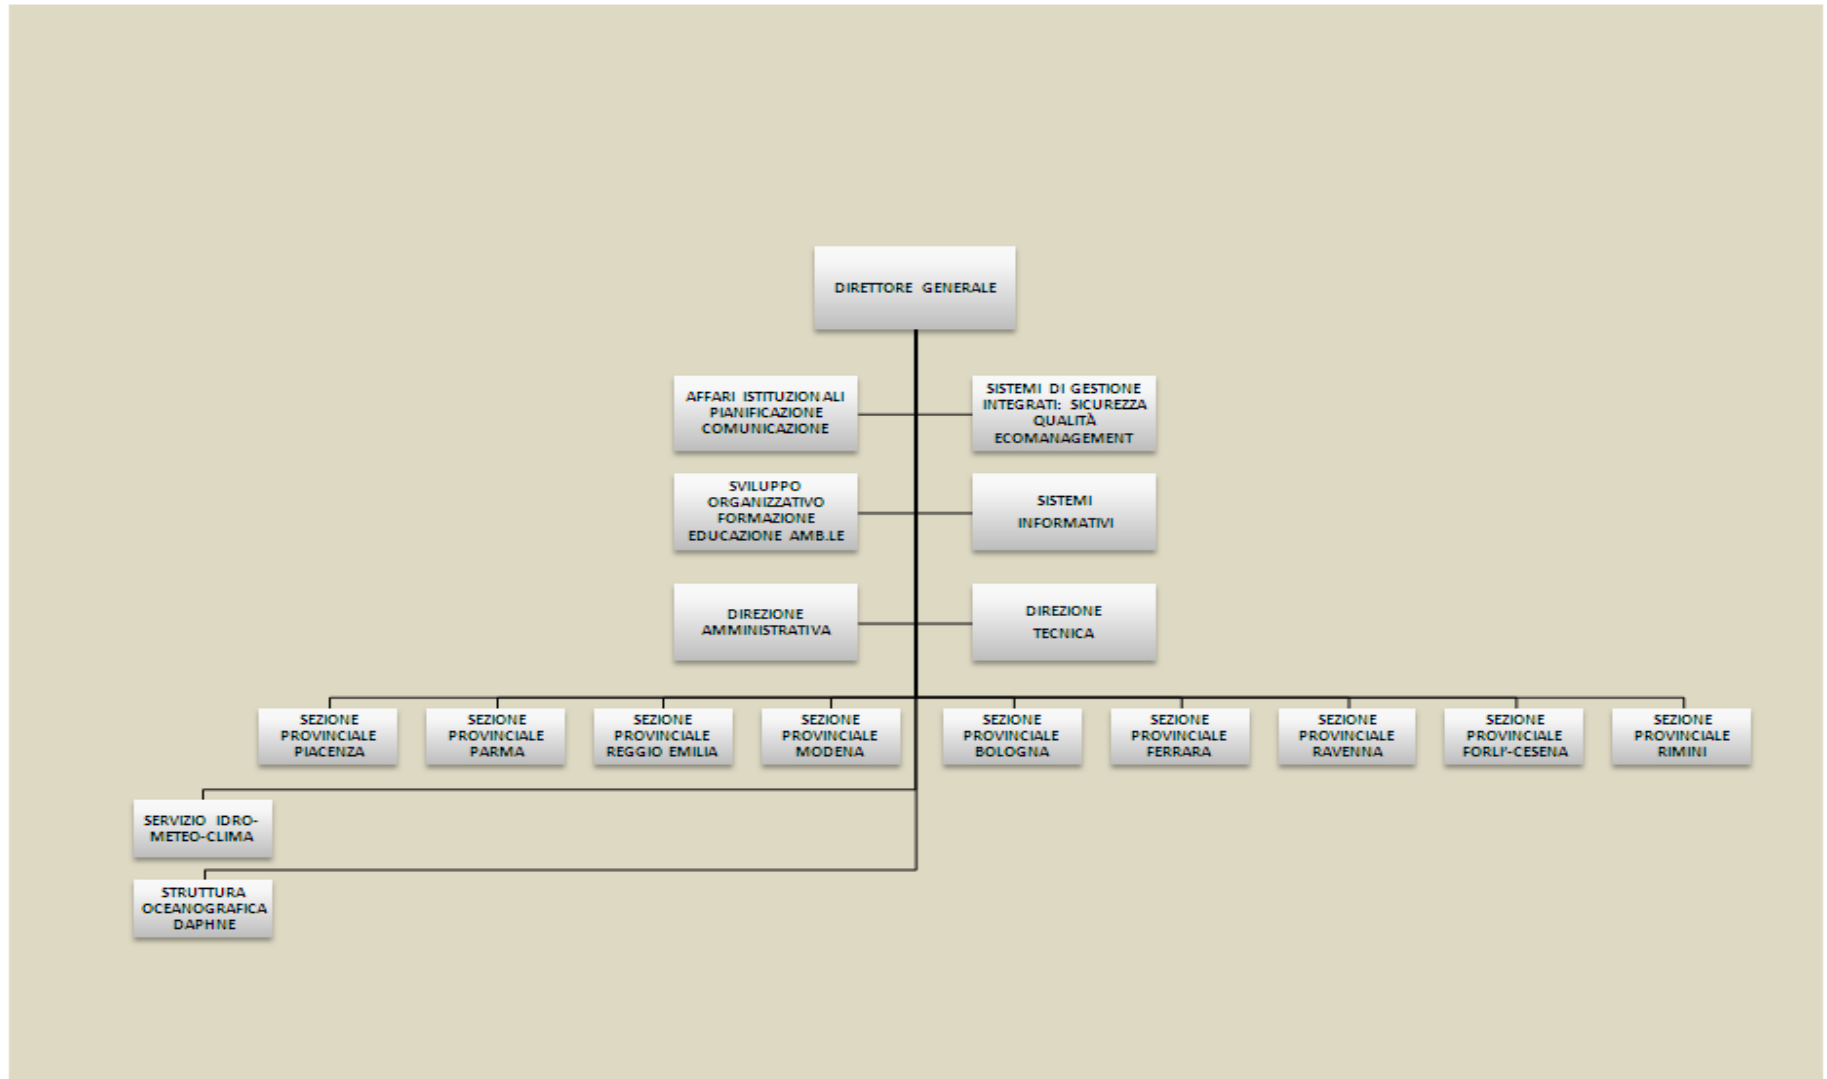 DIRETTORE GENERALE
AFFARI ISTITUZIONALI
PIANIFICAZIONE
COMUNICAZIONE
SISTEMI DI GESTIONE
INTEGRATI: SICUREZZA
QUALITÀ
ECOMANAGEMENT
SVILUPPO
ORGANIZZATIVO
FORMAZIONE
EDUCAZIONE AMB.LE
SISTEMI
INFORMATIVI
DIREZIONE
AMMINISTRATIVA
DIREZIONE
TECNICA
SEZIONE
PROVINCIALE
PIACENZA
SEZIONE
PROVINCIALE
PARMA
SEZIONE
PROVINCIALE
REGGIO EMILIA
SEZIONE
PROVINCIALE
MODENA
SEZIONE
PROVINCIALE
BOLOGNA
SEZIONE
PROVINCIALE
FERRARA
SEZIONE
PROVINCIALE
RAVENNA
SEZIONE
PROVINCIALE
FORLI'-CESENA
SEZIONE
PROVINCIALE
RIMINI
SERVIZIO IDRO-
METEO-CLIMA
STRUTTURA
OCEANOGRAFICA
DAPHNE